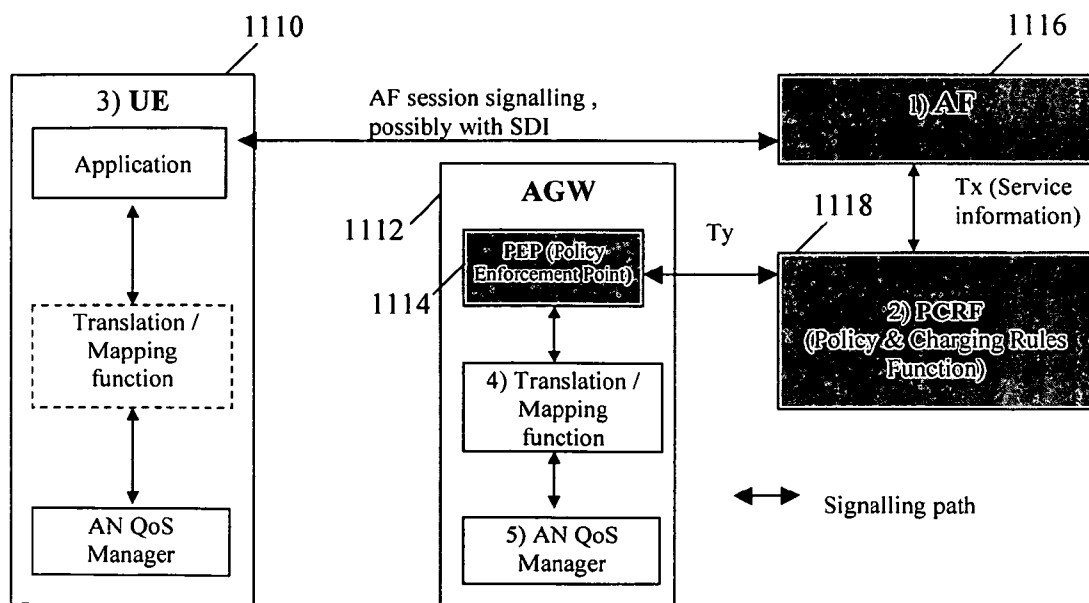 1110
1116
3) UE
Application
Translation /
Mapping
function
AN QoS
Manager
AF session signalling ,
possibly with SDI
1) AF
Tx (Service
information)
1112
AGW
1118
Ty
PEP (Policy
Enforcement Point)
1114
2) PCRF
(Policy & Charging Rules
Function)
4) Translation /
Mapping
function
5) AN QoS
Manager
Signalling path